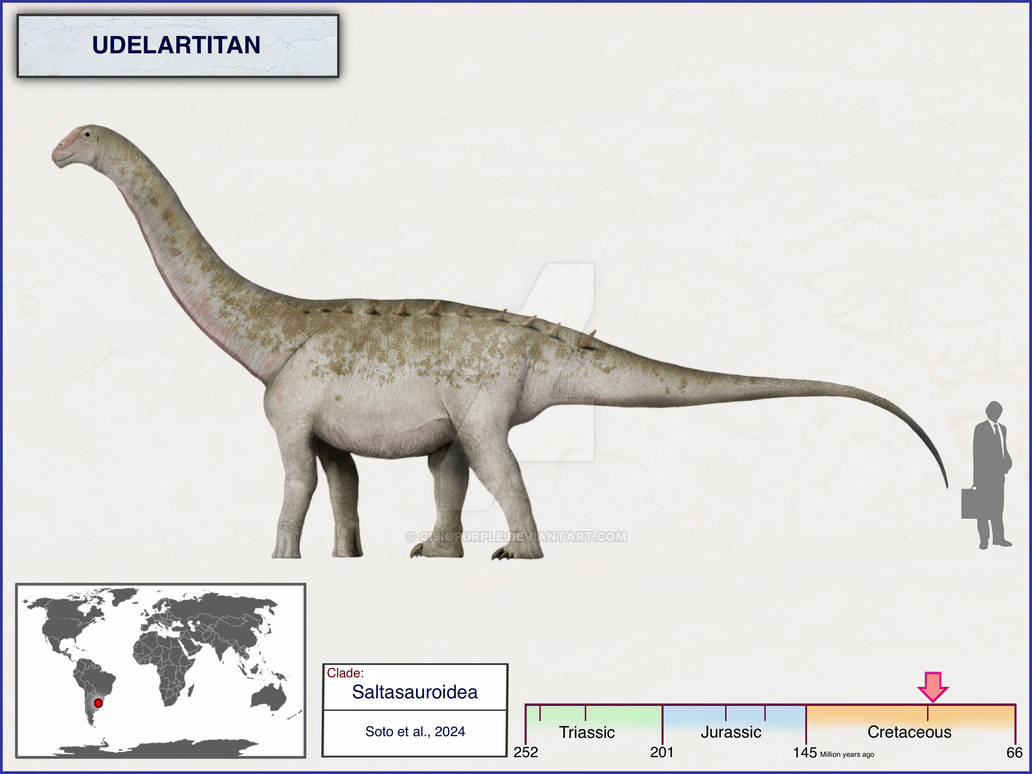 UDELARTITAN
© CISIOPURPLE.DEVIANTART.COM
Clade:
Saltasauroidea
Soto et al., 2024
Triassic
Jurassic
Cretaceous
252
201
145 Million years ago
66